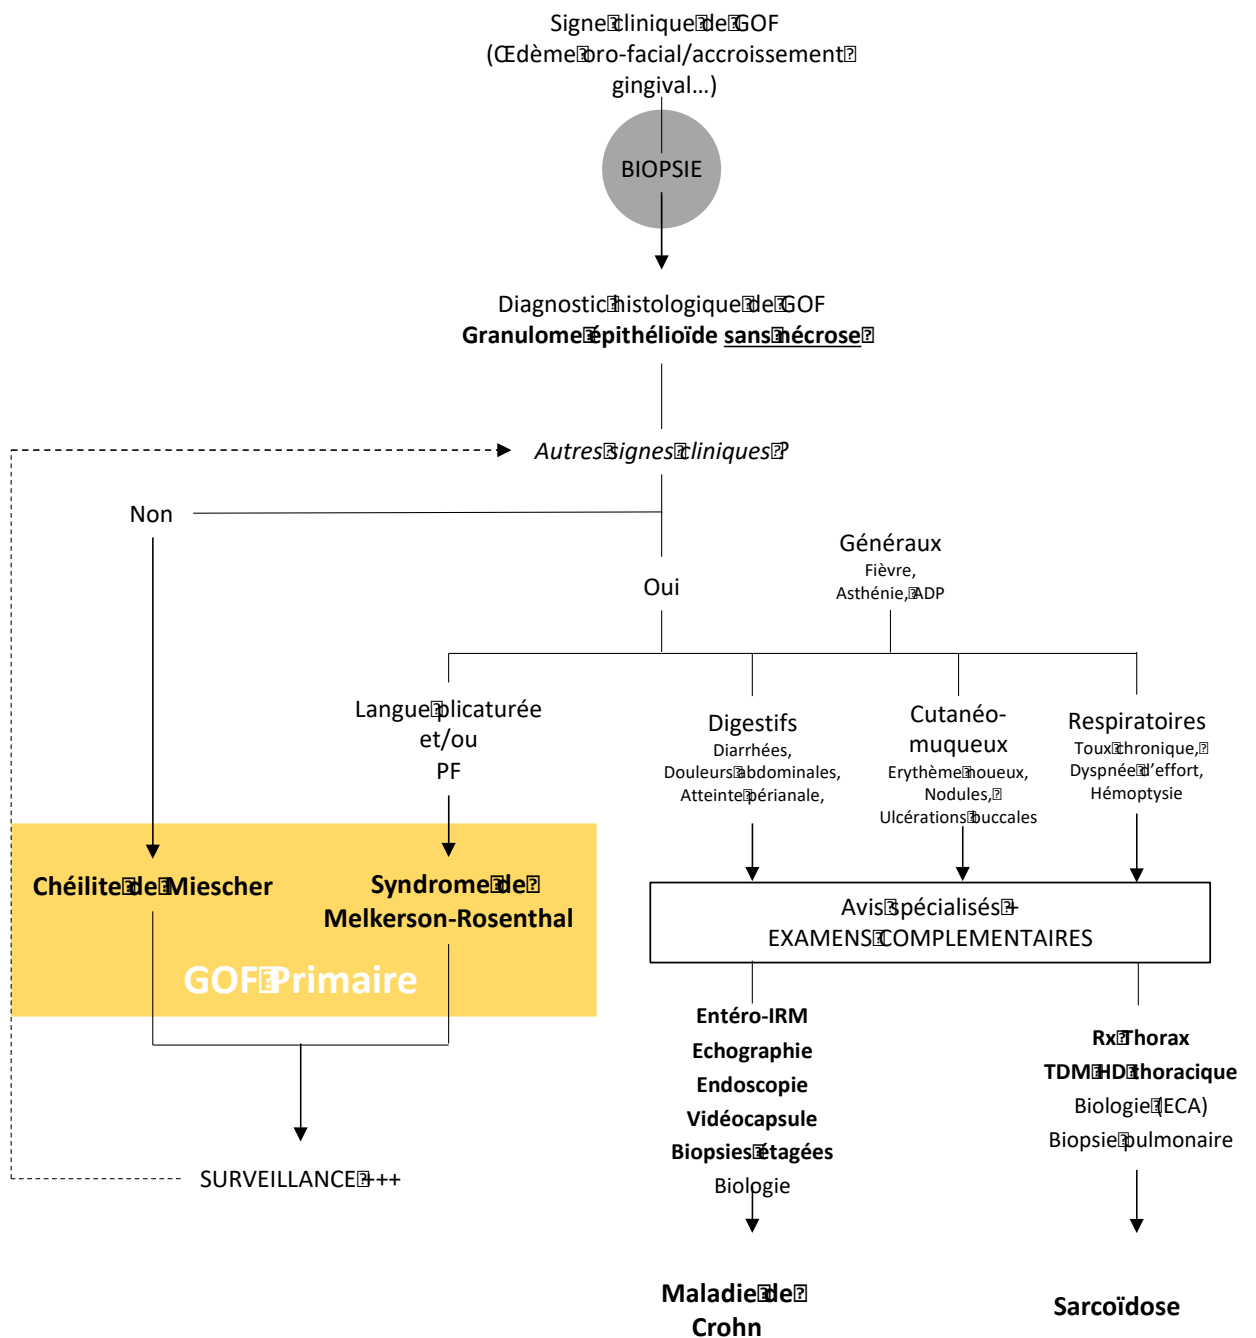 Signe clinique de GOF
(Œdème oro-facial/accroissement
gingival...)
BIOPSIE
Diagnostic histologique de GOF
Granulome épithélioïde sans nécrose
Autres signes cliniques ?
Non
Oui
Généraux
Fièvre,
Asthénie, ADP
Langue plicaturée
et/ou
PF
Digestifs
Diarrhées,
Douleurs abdominales,
Atteinte périanale,
Cutanéo-
muqueux
Erythème noueux,
Nodules,
Ulcérations buccales
Respiratoires
Toux chronique,
Dyspnée d'effort,
Hémoptysie
Chéilite de Miescher
Syndrome de
Melkerson-Rosenthal
GOF Primaire
Avis spécialisés +
EXAMENS COMPLEMENTAIRES
Entéro-IRM
Echographie
Endoscopie
Vidéocapsule
Biopsies étagées
Biologie
Rx Thorax
TDM HD thoracique
Biologie (ECA)
Biopsie pulmonaire
SURVEILLANCE +++
Maladie de
Crohn
Sarcoïdose